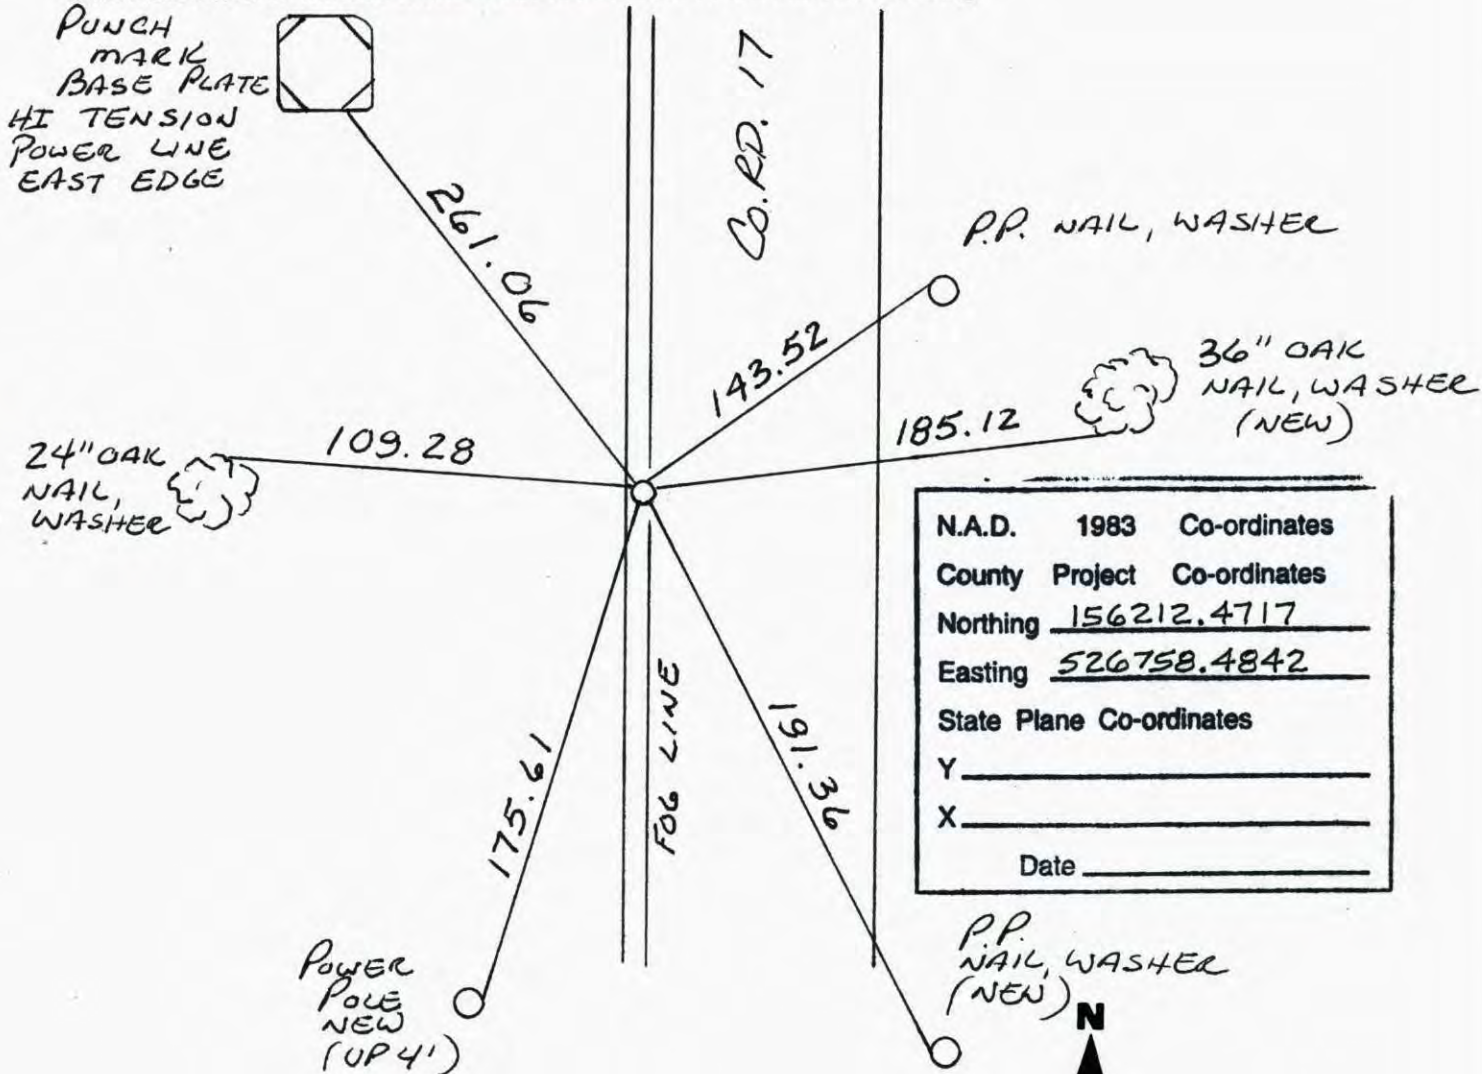 PUNCH
MARK
BASE PLATE
HI TENSION
POWER LINE
EAST EDGE
261.06
CO. RD. 17
P.P. NAIL, WASHER
143.52
36" OAK
NAIL, WASHER
(NEW)
185.12
24" OAK
NAIL,
WASHER
109.28
N.A.D. 1983 Co-ordinates
County Project Co-ordinates
Northing 156212.4717
Easting 526758.4842
State Plane Co-ordinates
Y
X
Date
175.61
FOG LINE
191.36
POWER
POLE
NEW
(UP 4')
P.P.
NAIL, WASHER
(NEW)
N